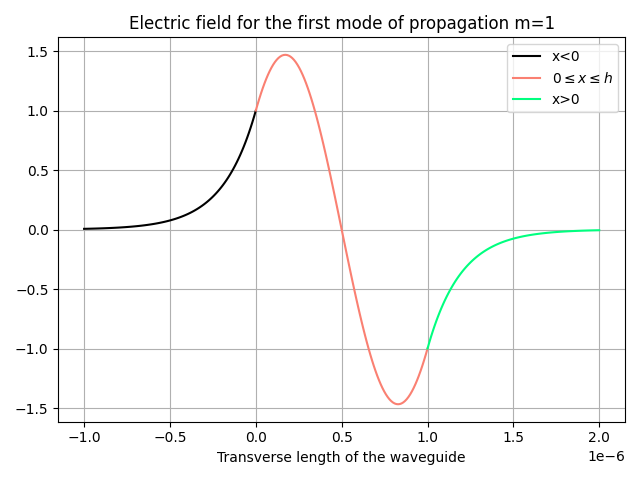 Electric field for the first mode of propagation m=1
1.5
1.0
0.5
0.0
−0.5
−1.0
−1.5
x<0
0 ≤ x ≤ h
x>0
−1.0 −0.5 0.0 0.5 1.0 1.5 2.0
1e−6
Transverse length of the waveguide